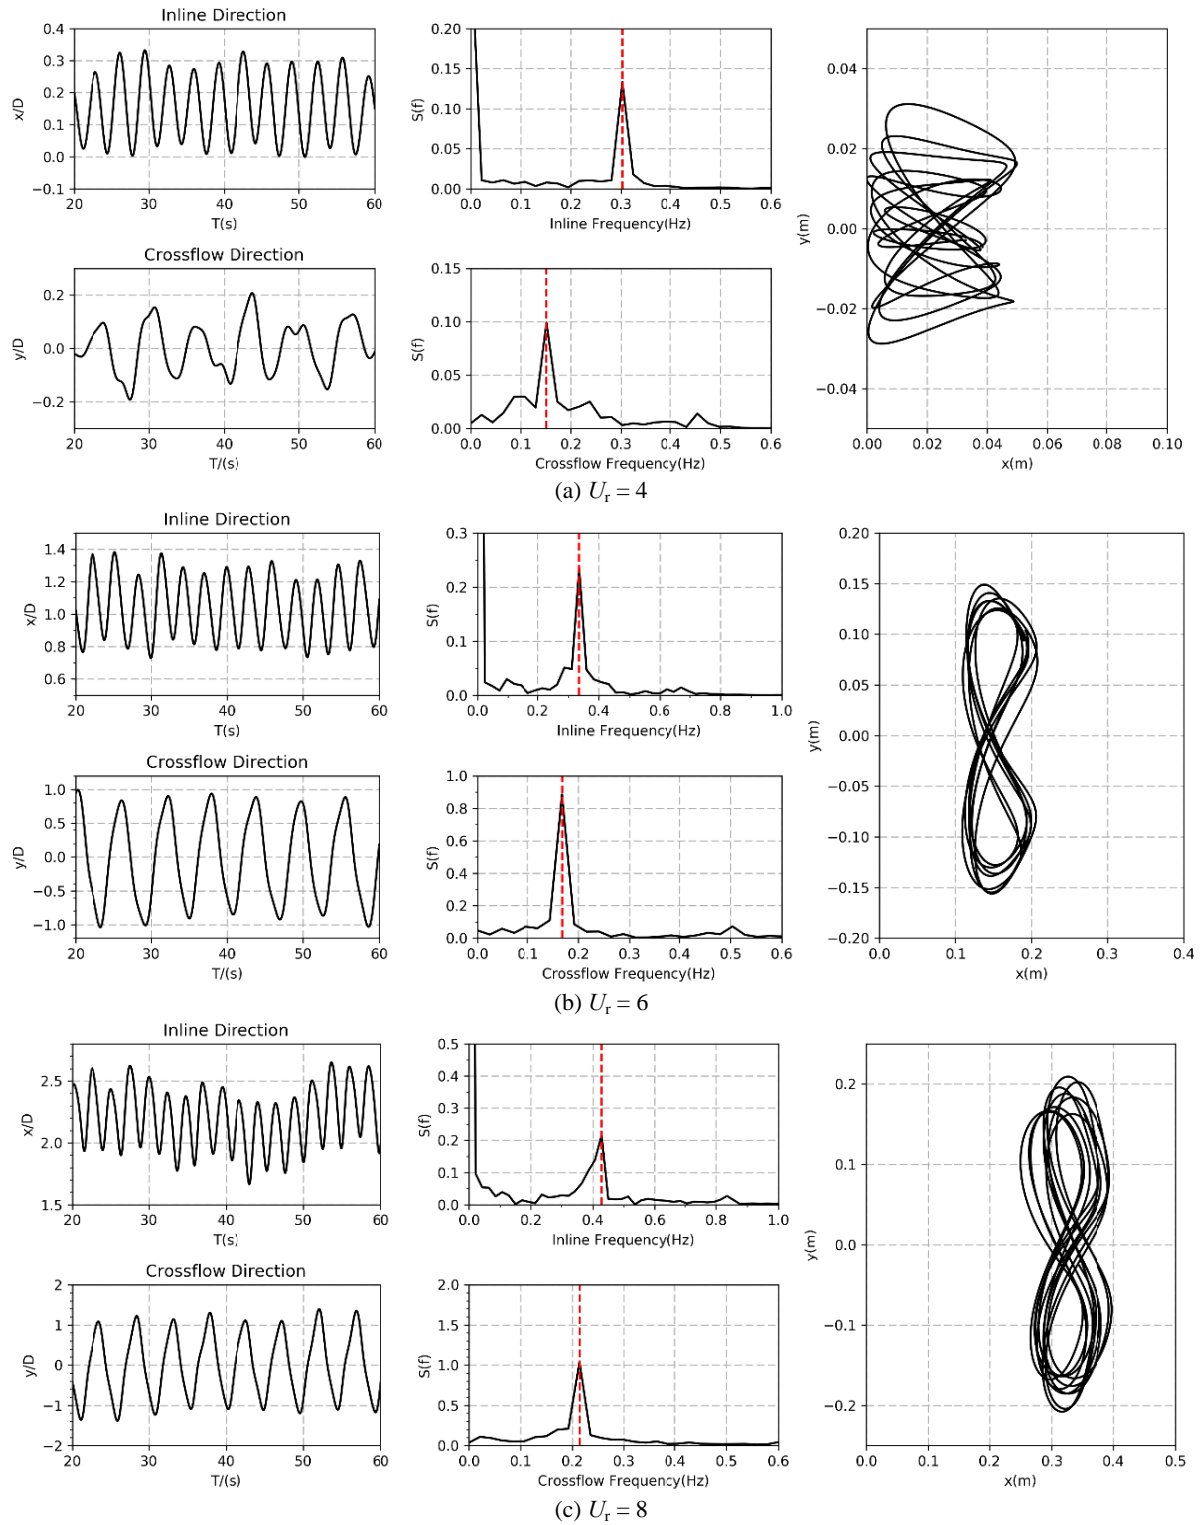 Inline Direction
0.4
0.3
0.2
0.1
0.0
−0.1
x/D
20 30 40 50 60
T(s)
0.20
0.15
0.10
0.05
0.00
S(f)
0.0 0.1 0.2 0.3 0.4 0.5 0.6
Inline Frequency(Hz)
Crossflow Direction
0.2
0.0
−0.2
y/D
20 30 40 50 60
T/(s)
0.15
0.10
0.05
0.00
S(f)
0.0 0.1 0.2 0.3 0.4 0.5 0.6
Crossflow Frequency(Hz)
0.04
0.02
0.00
−0.02
−0.04
y(m)
0.00 0.02 0.04 0.06 0.08 0.10
x(m)
(a) Ur = 4
Inline Direction
1.4
1.2
1.0
0.8
0.6
x/D
20 30 40 50 60
T(s)
0.3
0.2
0.1
0.0
S(f)
0.0 0.2 0.4 0.6 0.8 1.0
Inline Frequency(Hz)
Crossflow Direction
1.0
0.5
0.0
−0.5
−1.0
y/D
20 30 40 50 60
T/(s)
1.0
0.8
0.6
0.4
0.2
0.0
S(f)
0.0 0.1 0.2 0.3 0.4 0.5 0.6
Crossflow Frequency(Hz)
0.20
0.15
0.10
0.05
0.00
−0.05
−0.10
−0.15
−0.20
y(m)
0.0 0.1 0.2 0.3 0.4
x(m)
(b) Ur = 6
Inline Direction
2.5
2.0
1.5
x/D
20 30 40 50 60
T(s)
0.5
0.4
0.3
0.2
0.1
0.0
S(f)
0.0 0.2 0.4 0.6 0.8 1.0
Inline Frequency(Hz)
Crossflow Direction
2
1
0
−1
−2
y/D
20 30 40 50 60
T/(s)
2.0
1.5
1.0
0.5
0.0
S(f)
0.0 0.1 0.2 0.3 0.4 0.5 0.6
Crossflow Frequency(Hz)
0.2
0.1
0.0
−0.1
−0.2
y(m)
0.0 0.1 0.2 0.3 0.4 0.5
x(m)
(c) Ur = 8